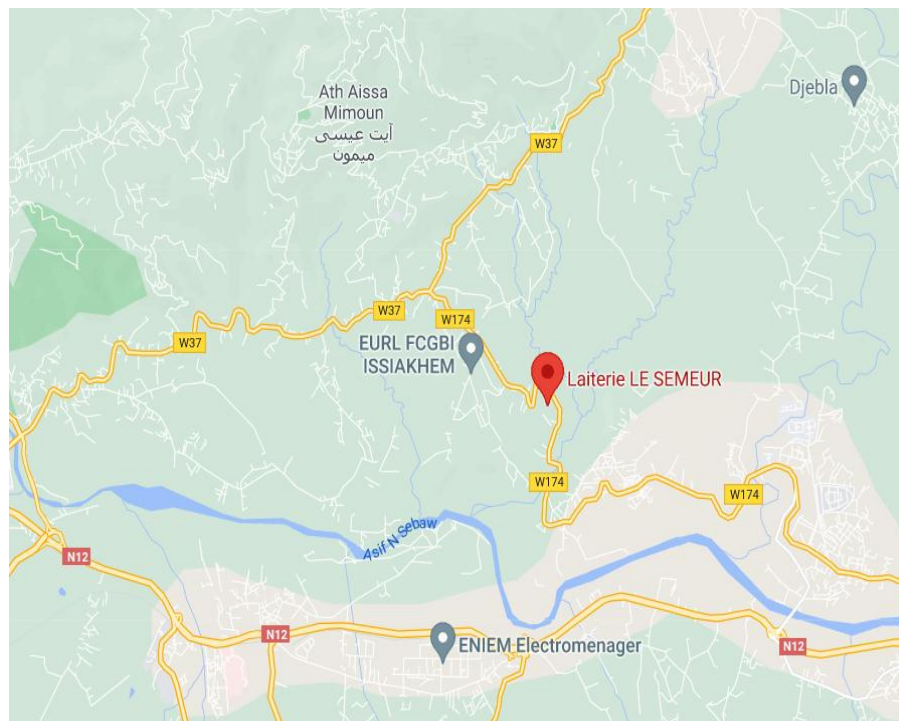 Djebla
Ath Aissa
Mimoun
آيت عيسى
ميمون
W37
W37
W174
W37
EURL FCGBI
ISSIAKHEM
Laiterie LE SEMEUR
W174
W174
Asif N Sebaw
N12
N12
ENIEM Electromenager
N12